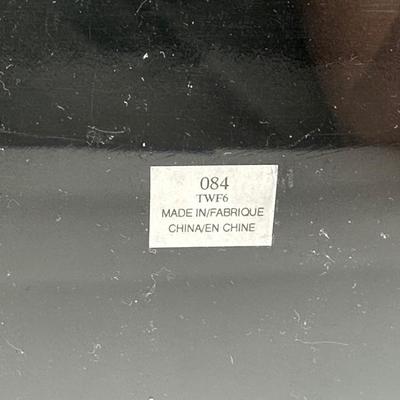 084
TWF6
MADE IN/FABRIQUE
CHINA/EN CHINE